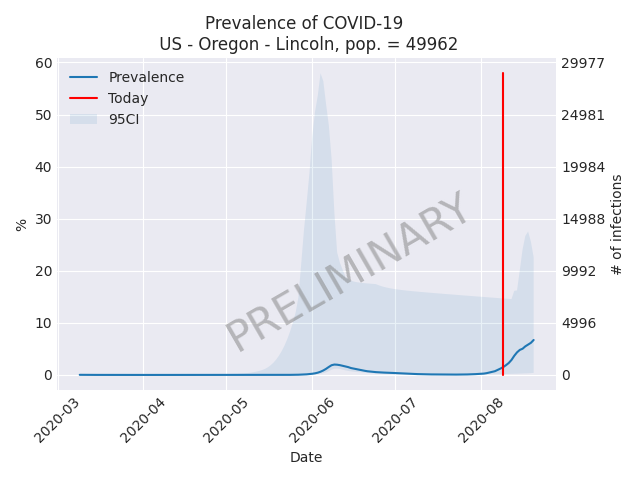 Prevalence of COVID-19
US - Oregon - Lincoln, pop. = 49962
60
50
40
30
20
10
0
%
29977
24981
19984
14988
9992
4996
0
# of infections
Prevalence
Today
95CI
PRELIMINARY
2020-03
2020-04
2020-05
2020-06
2020-07
2020-08
Date